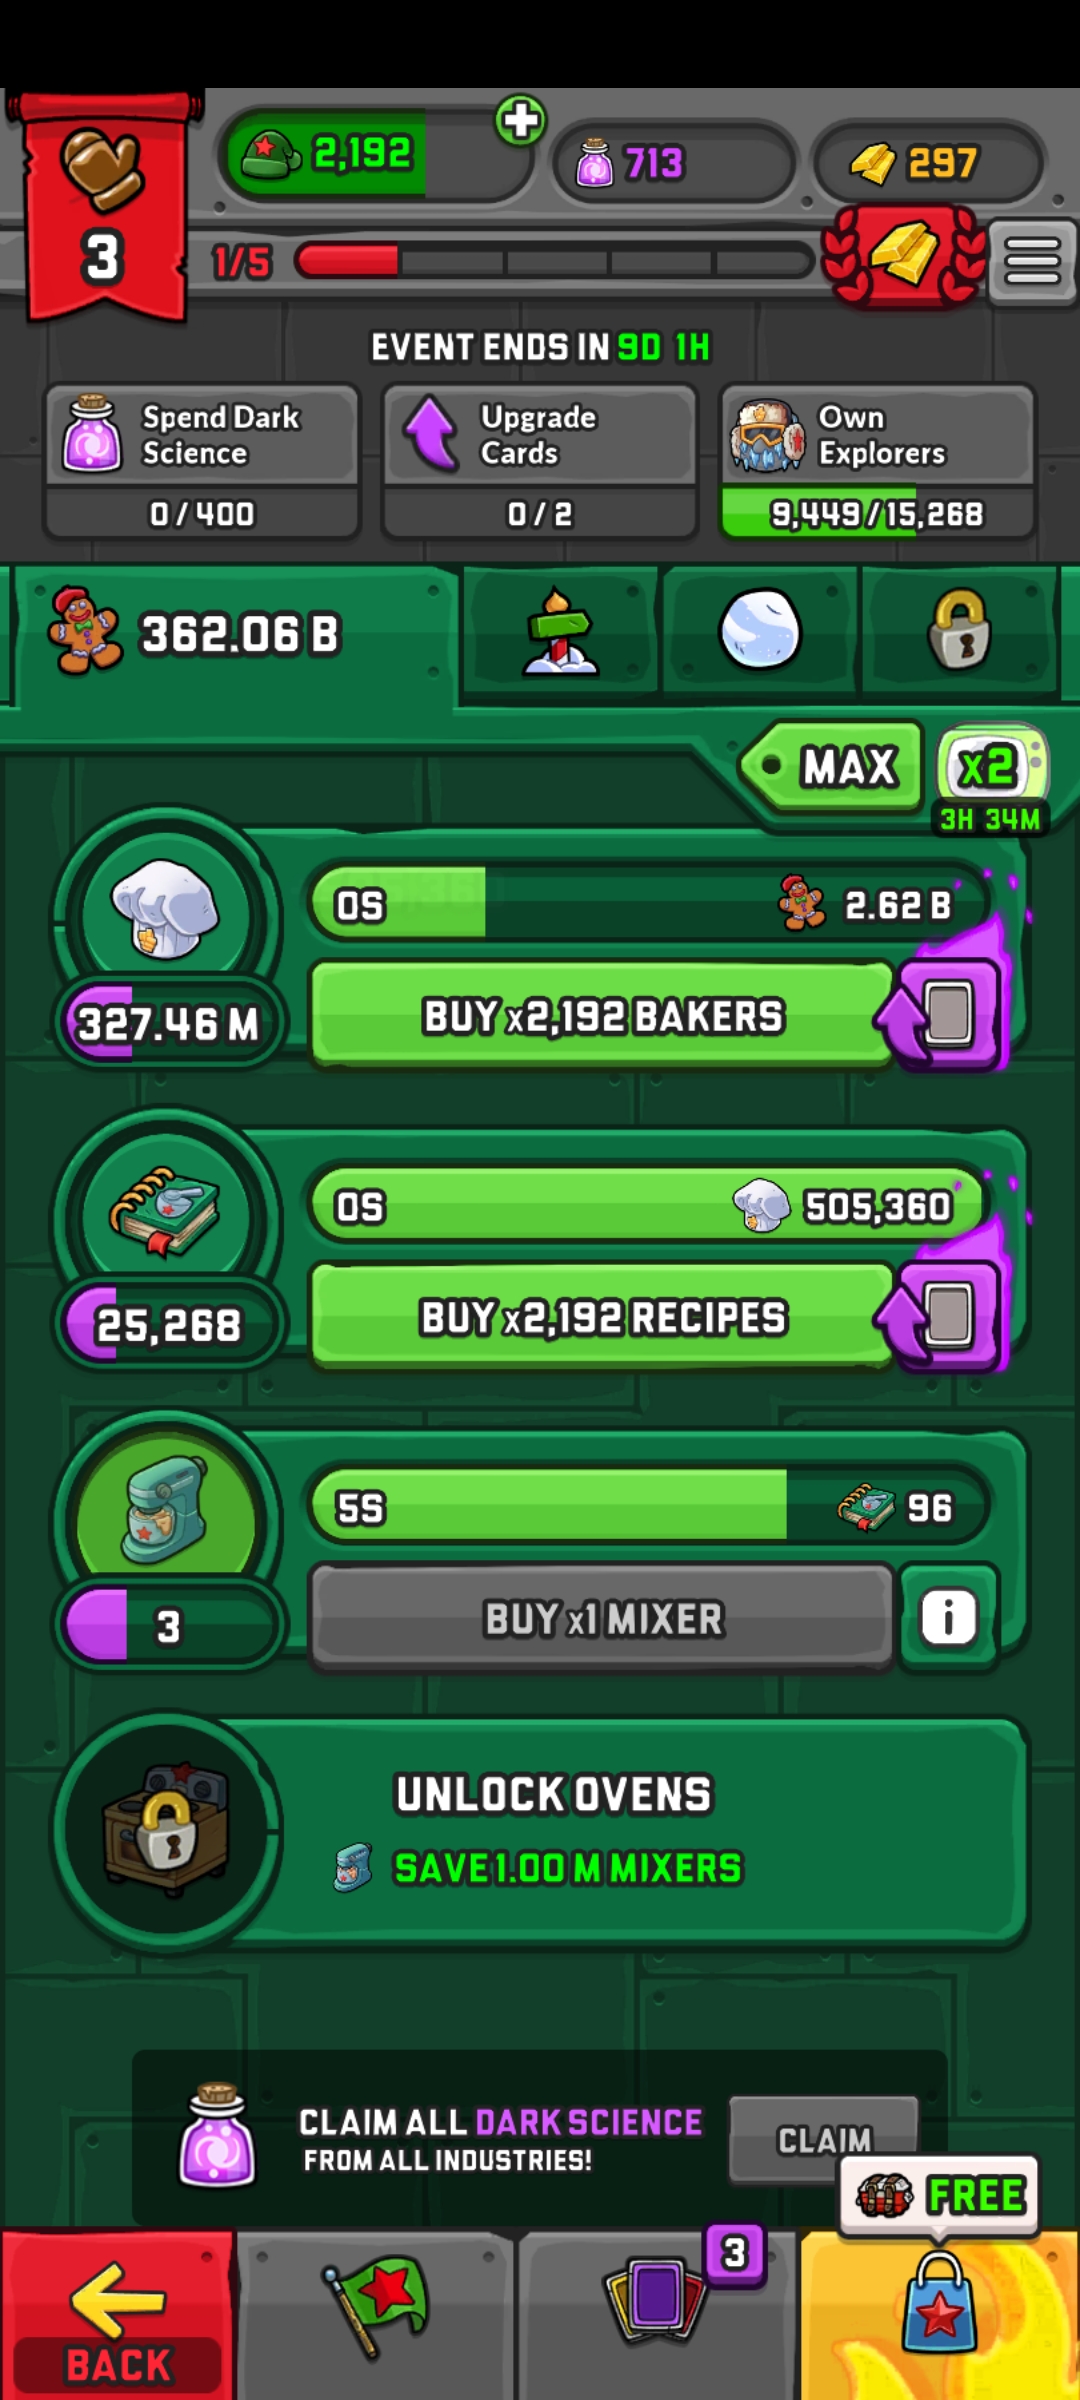 2,192
713
297
3
1/5
EVENT ENDS IN 9D 1H
Spend Dark
Science
0 / 400
Upgrade
Cards
0 / 2
Own
Explorers
9,449 / 15,268
362.06 B
MAX
x2
3H 34M
0S
2.62 B
327.46 M
BUY x2,192 BAKERS
0S
505,360
25,268
BUY x2,192 RECIPES
5S
96
3
BUY x1 MIXER
i
UNLOCK OVENS
SAVE 1.00 M MIXERS
CLAIM ALL DARK SCIENCE
FROM ALL INDUSTRIES!
CLAIM
FREE
3
BACK